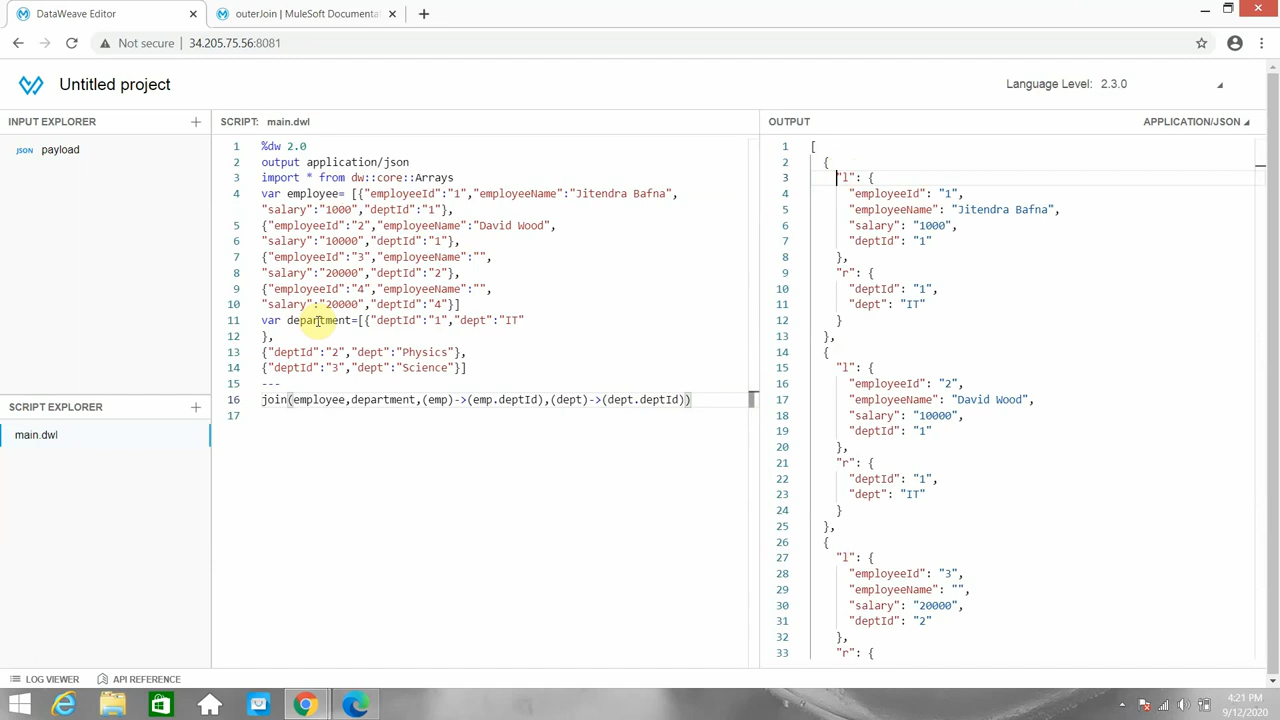 DataWeave Editor
outerJoin | MuleSoft Documenta
Not secure | 34.205.75.56:8081
Untitled project
Language Level: 2.3.0
INPUT EXPLORER
JSON payload
SCRIPT EXPLORER
main.dwl
SCRIPT: main.dwl
1 %dw 2.0
2 output application/json
3 import * from dw::core::Arrays
4 var employee= [{"employeeId":"1","employeeName":"Jitendra Bafna",
"salary":"1000","deptId":"1"},
5 {"employeeId":"2","employeeName":"David Wood",
6 "salary":"10000","deptId":"1"},
7 {"employeeId":"3","employeeName":"",
8 "salary":"20000","deptId":"2"},
9 {"employeeId":"4","employeeName":"",
10 "salary":"20000","deptId":"4"}]
11 var department=[{"deptId":"1","dept":"IT"
12 },
13 {"deptId":"2","dept":"Physics"},
14 {"deptId":"3","dept":"Science"}]
15 ---
16 join(employee,department,(emp)->(emp.deptId),(dept)->(dept.deptId))
17
OUTPUT
APPLICATION/JSON
1 [
2 {
3 "l": {
4 "employeeId": "1",
5 "employeeName": "Jitendra Bafna",
6 "salary": "1000",
7 "deptId": "1"
8 },
9 "r": {
10 "deptId": "1",
11 "dept": "IT"
12 }
13 },
14 {
15 "l": {
16 "employeeId": "2",
17 "employeeName": "David Wood",
18 "salary": "10000",
19 "deptId": "1"
20 },
21 "r": {
22 "deptId": "1",
23 "dept": "IT"
24 }
25 },
26 {
27 "l": {
28 "employeeId": "3",
29 "employeeName": "",
30 "salary": "20000",
31 "deptId": "2"
32 },
33 "r": {
LOG VIEWER
API REFERENCE
4:21 PM
9/12/2020